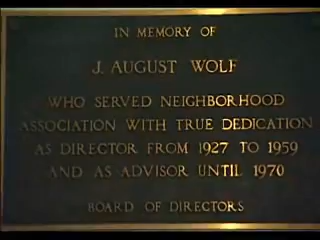 IN MEMORY OF
J. AUGUST WOLF
WHO SERVED NEIGHBORHOOD
ASSOCIATION WITH TRUE DEDICATION
AS DIRECTOR FROM 1927 TO 1959
AND AS ADVISOR UNTIL 1970
BOARD OF DIRECTORS